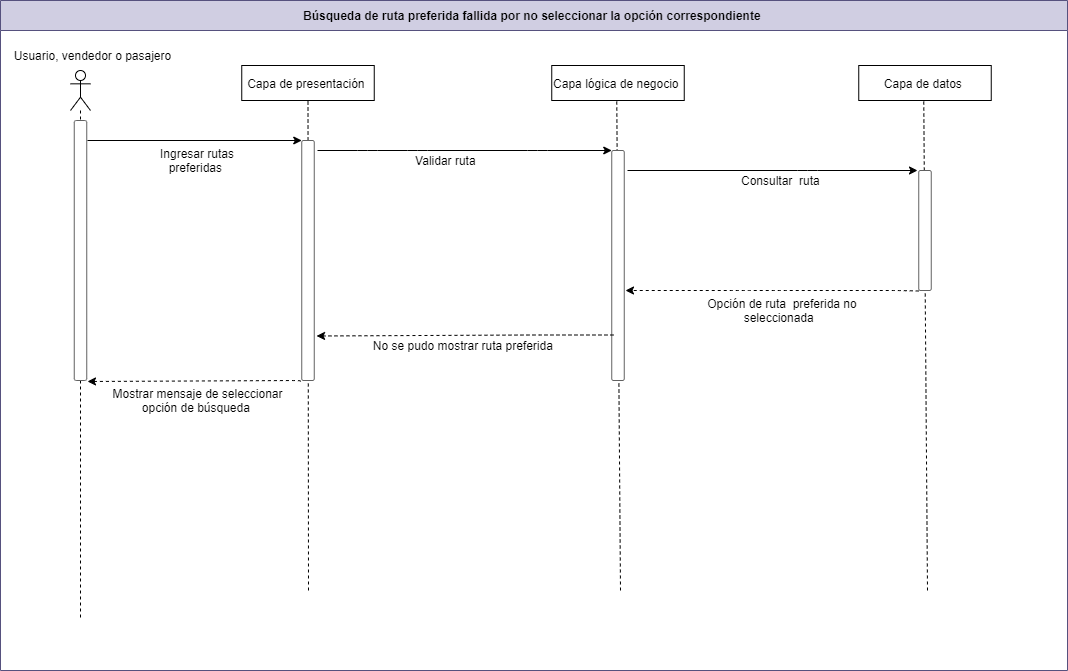 Búsqueda de ruta preferida fallida por no seleccionar la opción correspondiente
Usuario, vendedor o pasajero
Capa de presentación
Capa lógica de negocio
Capa de datos
Ingresar rutas
preferidas
Validar ruta
Consultar  ruta
Opción de ruta  preferida no
seleccionada
No se pudo mostrar ruta preferida
Mostrar mensaje de seleccionar
opción de búsqueda